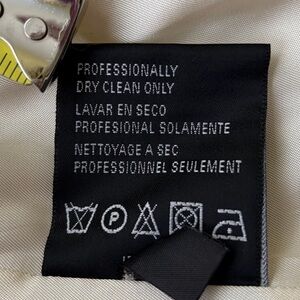 PROFESSIONALLY
DRY CLEAN ONLY
LAVAR EN SECO
PROFESIONAL SOLAMENTE
NETTOYAGE A SEC
PROFESSIONNEL SEULEMENT
P